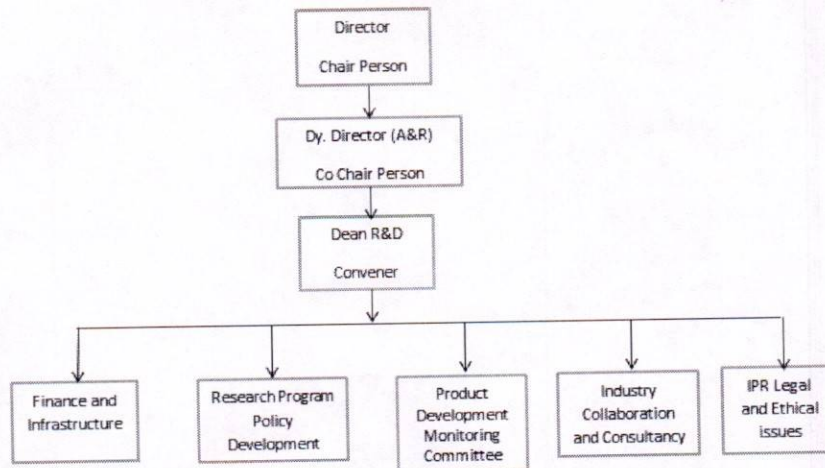 Director
Chair Person
Dy. Director (A&R)
Co Chair Person
Dean R&D
Convener
Finance and
Infrastructure
Research Program
Policy
Development
Product
Development
Monitoring
Committee
Industry
Collaboration
and Consultancy
IPR Legal
and Ethical
issues